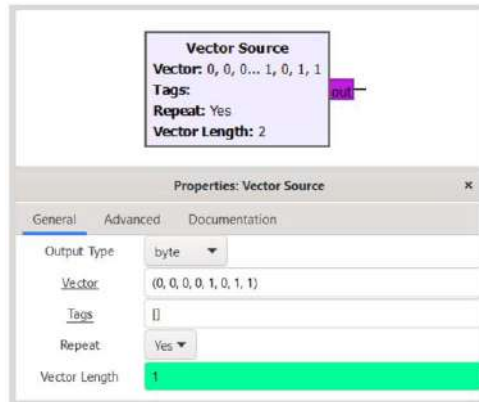 Vector Source
Vector: 0, 0, 0... 1, 0, 1, 1
Tags:
out
Repeat: Yes
Vector Length: 2
Properties: Vector Source ×
General Advanced Documentation
Output Type byte
Vector (0, 0, 0, 0, 1, 0, 1, 1)
Tags []
Repeat Yes
Vector Length 1